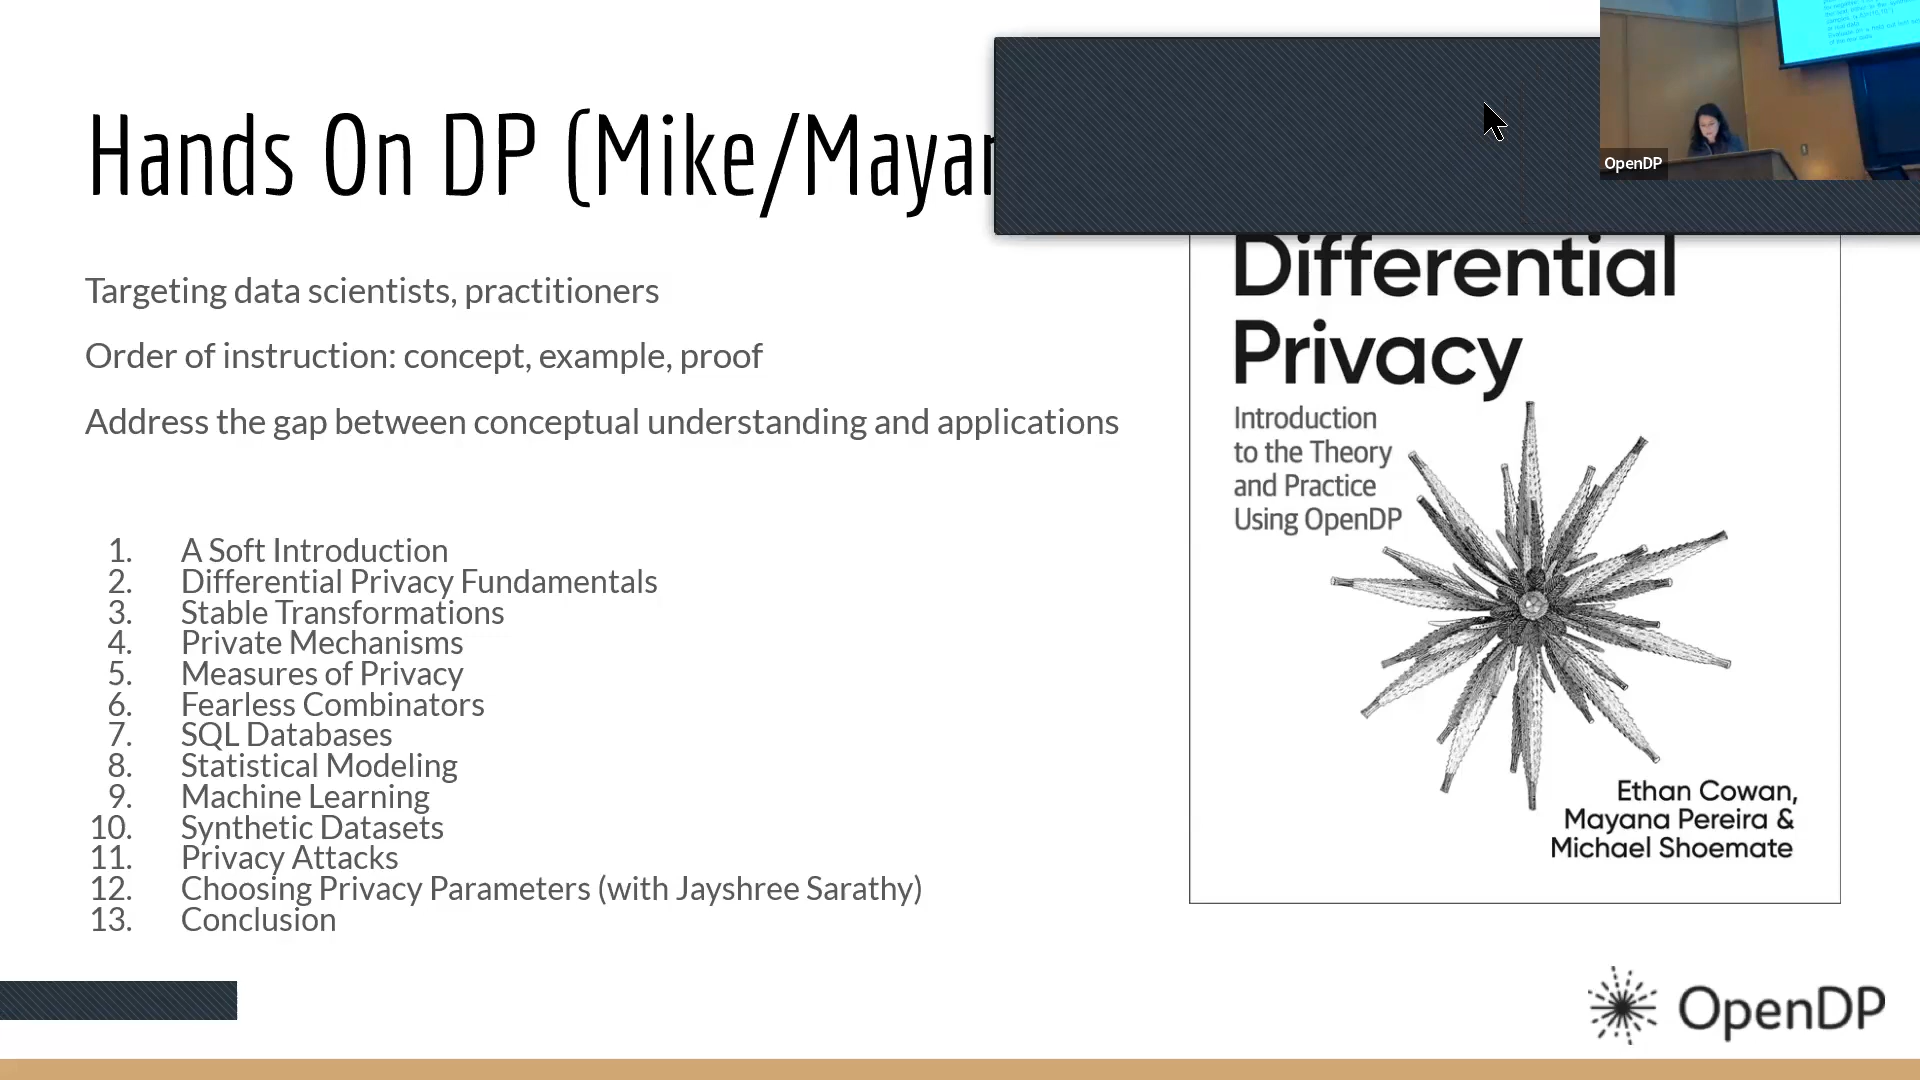 Hands On DP (Mike/Mayan
Targeting data scientists, practitioners
Order of instruction: concept, example, proof
Address the gap between conceptual understanding and applications
1. A Soft Introduction
2. Differential Privacy Fundamentals
3. Stable Transformations
4. Private Mechanisms
5. Measures of Privacy
6. Fearless Combinators
7. SQL Databases
8. Statistical Modeling
9. Machine Learning
10. Synthetic Datasets
11. Privacy Attacks
12. Choosing Privacy Parameters (with Jayshree Sarathy)
13. Conclusion
OpenDP
Differential
Privacy
Introduction
to the Theory
and Practice
Using OpenDP
Ethan Cowan,
Mayana Pereira &
Michael Shoemate
OpenDP